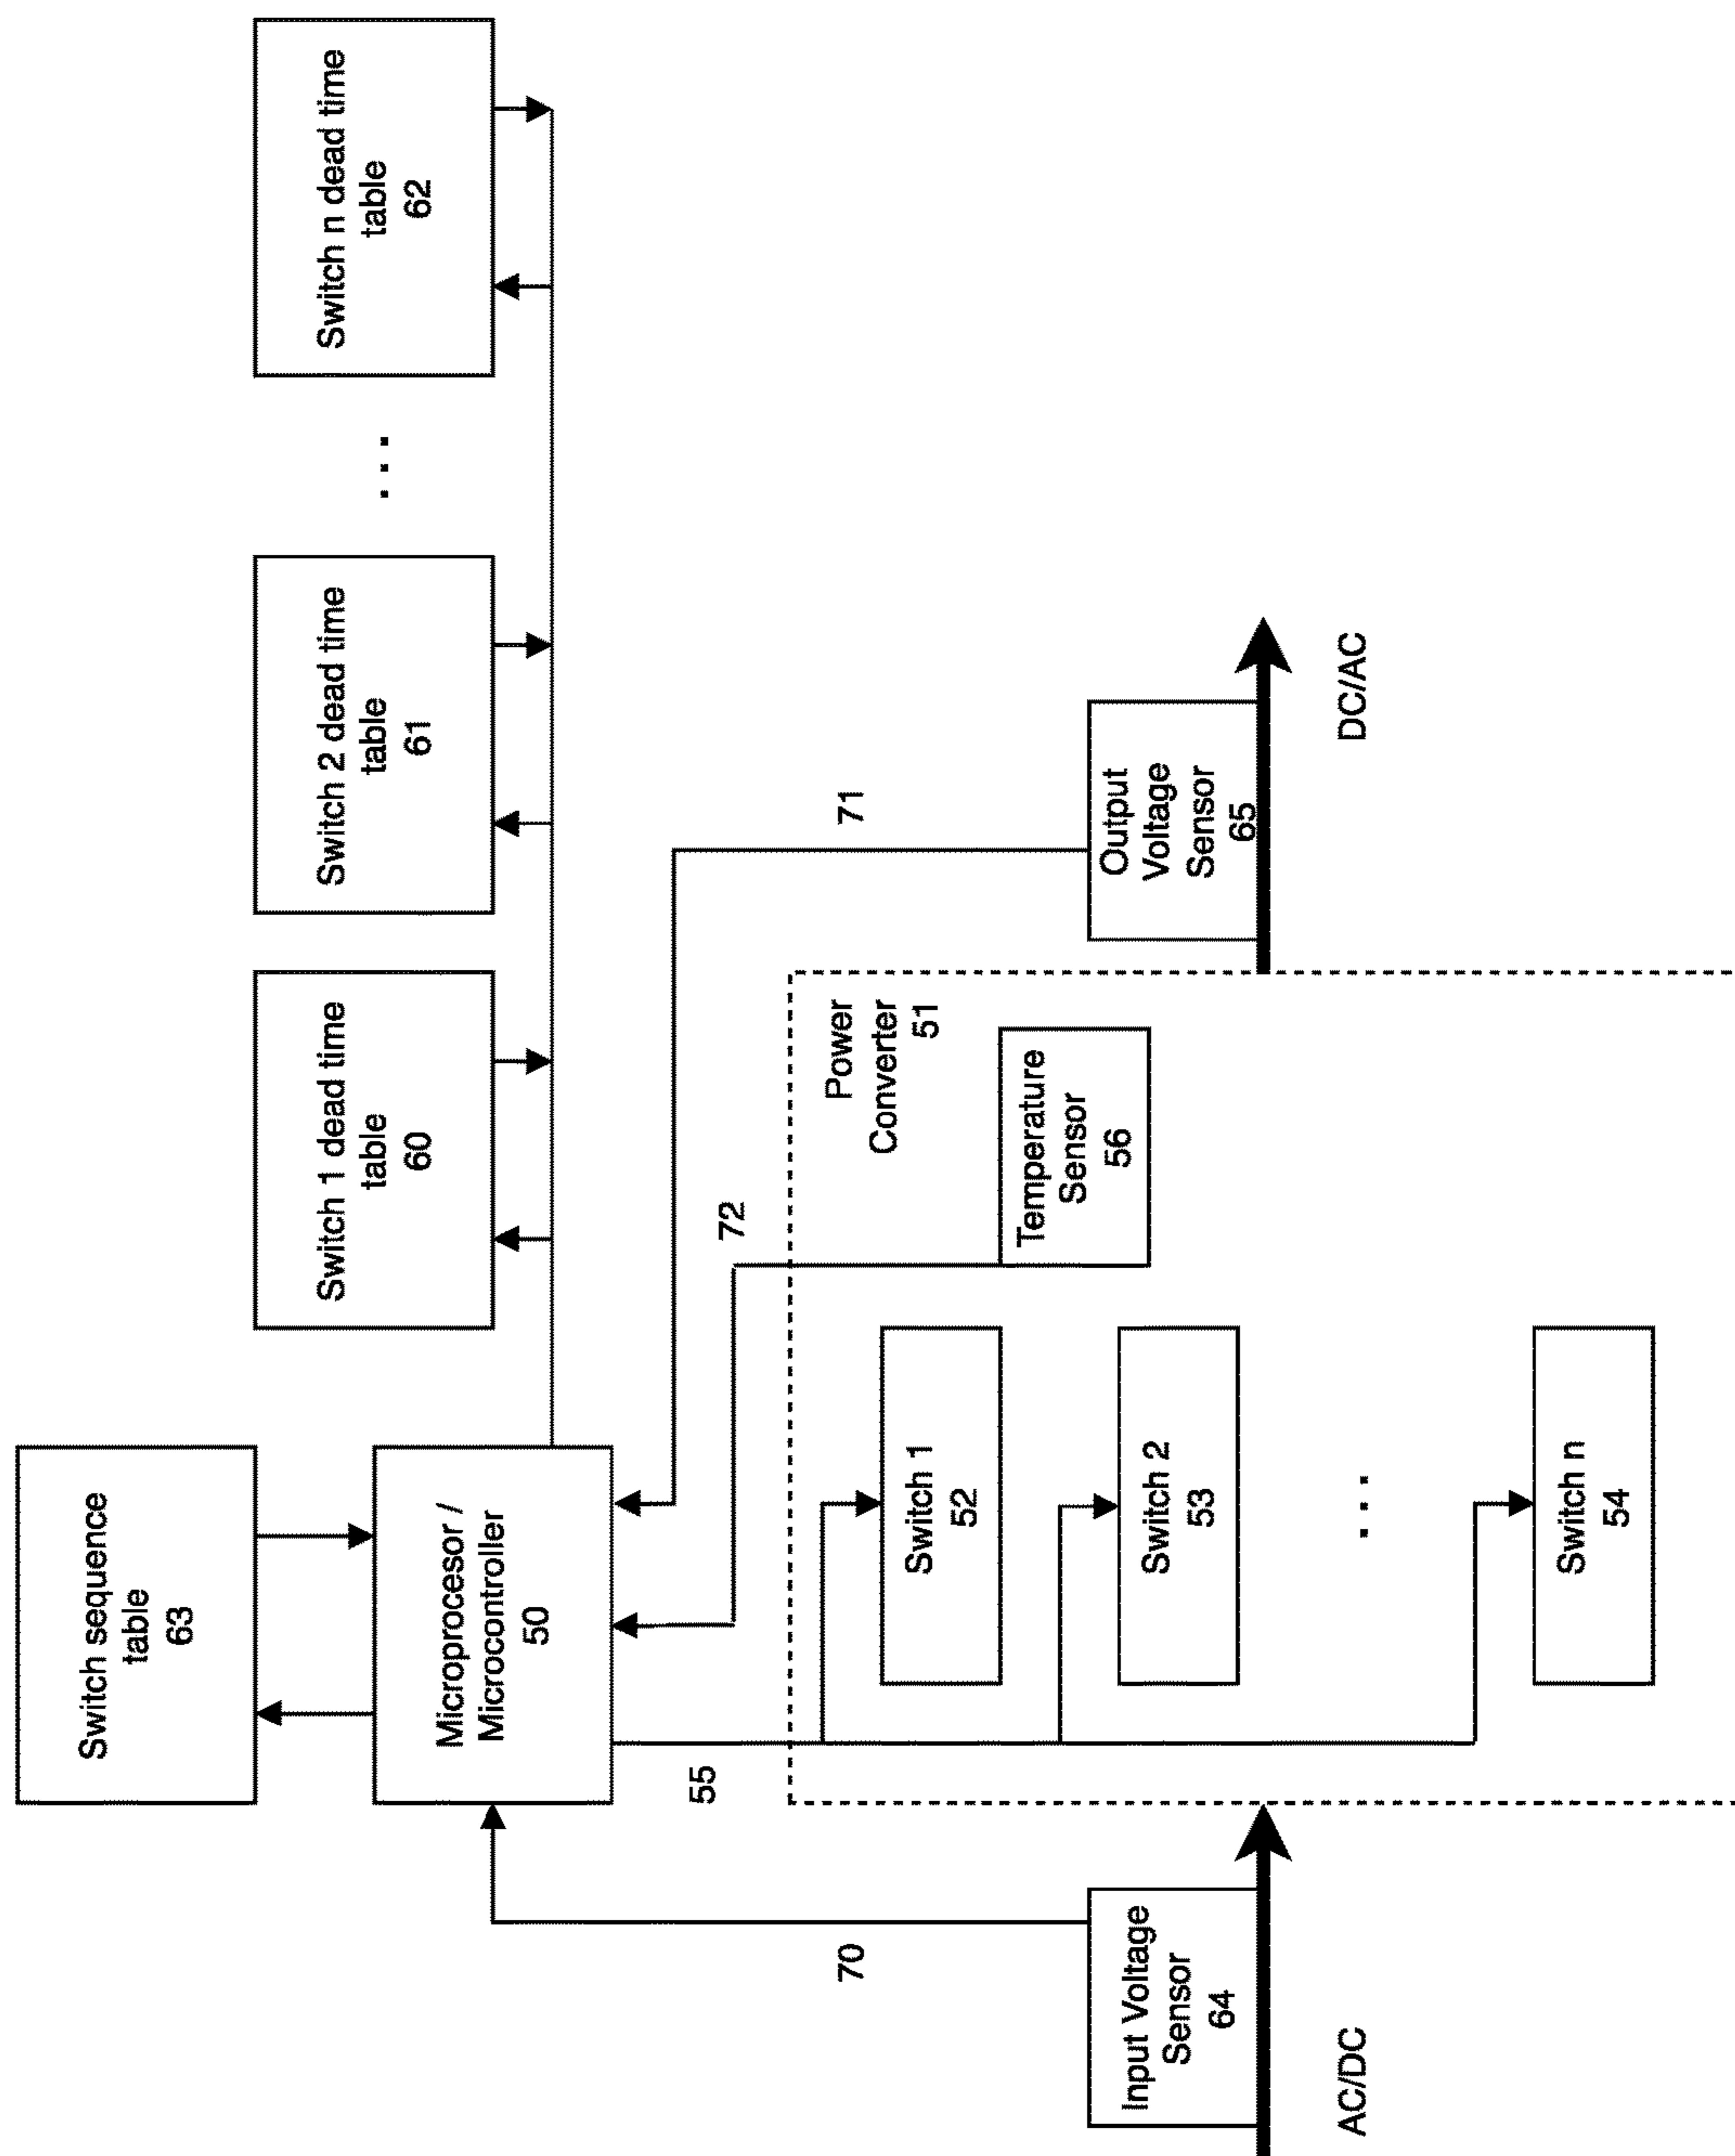 Switch sequence
table
63
Microprocesor /
Microcontroller
50
Switch 1 dead time
table
60
Switch 2 dead time
table
61
. . .
Switch n dead time
table
62
70
55
72
71
Power
Converter
51
Switch 1
52
Switch 2
53
. . .
Switch n
54
Temperature
Sensor
56
Input Voltage
Sensor
64
Output
Voltage
Sensor
65
AC/DC
DC/AC